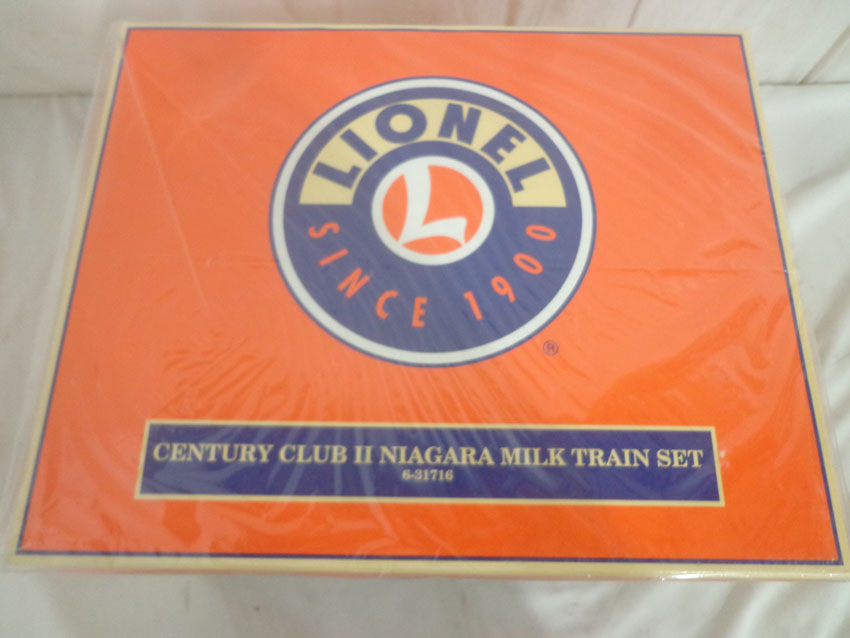 LIONEL
L
SINCE 1900
®
CENTURY CLUB II NIAGARA MILK TRAIN SET
6-31716